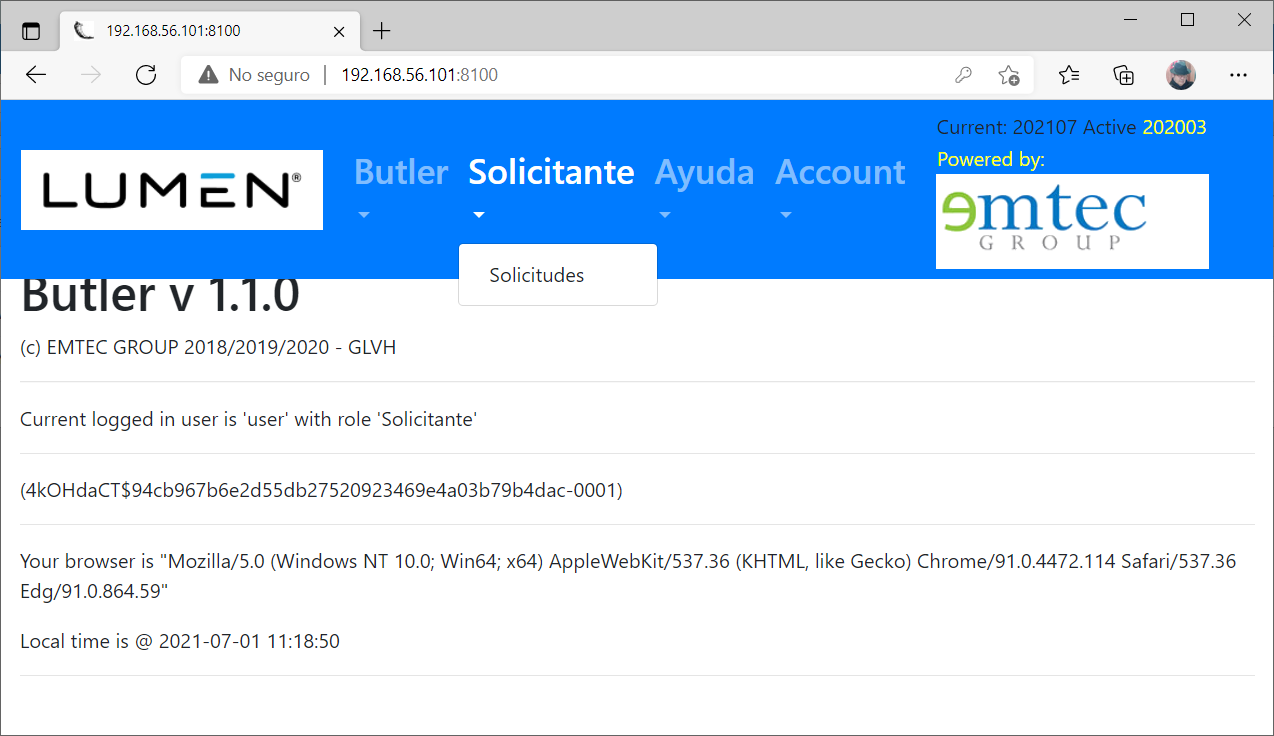 192.168.56.101:8100
No seguro | 192.168.56.101:8100
Current: 202107 Active 202003
Powered by:
LUMEN®
Butler Solicitante Ayuda Account
emtec
GROUP
Solicitudes
Butler v 1.1.0
(c) EMTEC GROUP 2018/2019/2020 - GLVH
Current logged in user is 'user' with role 'Solicitante'
(4kOHdaCT$94cb967b6e2d55db27520923469e4a03b79b4dac-0001)
Your browser is "Mozilla/5.0 (Windows NT 10.0; Win64; x64) AppleWebKit/537.36 (KHTML, like Gecko) Chrome/91.0.4472.114 Safari/537.36
Edg/91.0.864.59"
Local time is @ 2021-07-01 11:18:50